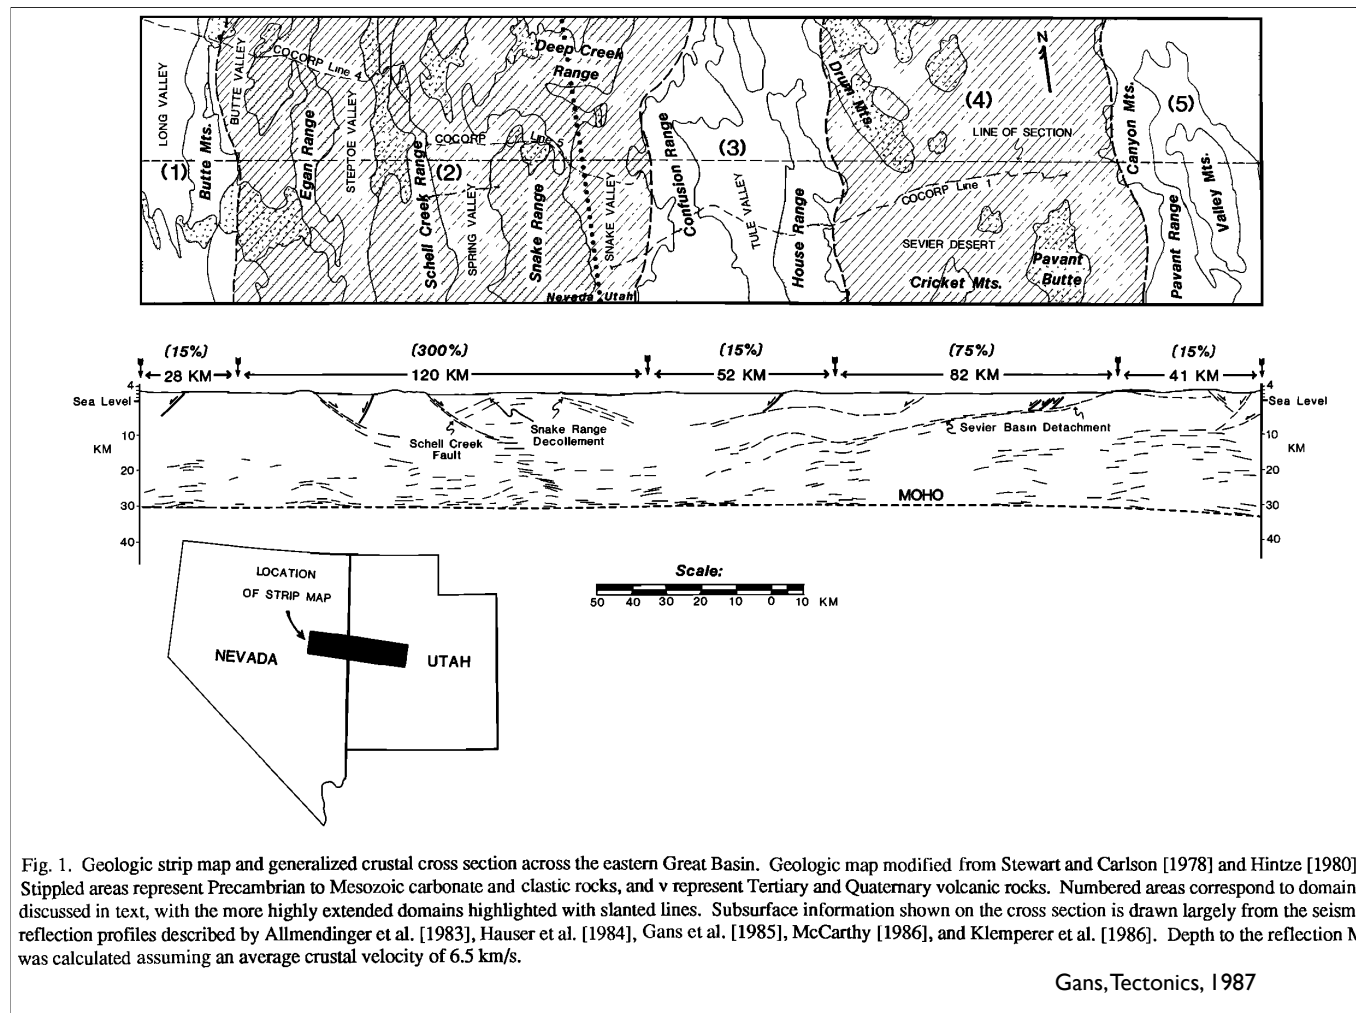 Deep Creek
Range
N
COCORP Line 4
LONG VALLEY
BUTTE VALLEY
Butte Mts.
Egan Range
STEPTOE VALLEY
Schell Creek Range
COCORP
Line 5
SPRING VALLEY
Snake Range
SNAKE VALLEY
Confusion Range
TULE VALLEY
House Range
Drum Mts.
(1)
(2)
(3)
(4)
(5)
LINE OF SECTION
COCORP Line 1
SEVIER DESERT
Cricket Mts.
Pavant
Butte
Canyon Mts.
Pavant Range
Valley Mts.
Nevada Utah
(15%) (300%) (15%) (75%) (15%)
28 KM 120 KM 52 KM 82 KM 41 KM
4 4
Sea Level Sea Level
Schell Creek
Fault
Snake Range
Decollement
Sevier Basin Detachment
10 10
KM KM
20 20
MOHO
30 30
40 40
LOCATION
OF STRIP MAP
NEVADA
UTAH
Scale:
50 40 30 20 10 0 10 KM
Fig. 1. Geologic strip map and generalized crustal cross section across the eastern Great Basin. Geologic map modified from Stewart and Carlson [1978] and Hintze [1980]
Stippled areas represent Precambrian to Mesozoic carbonate and clastic rocks, and v represent Tertiary and Quaternary volcanic rocks. Numbered areas correspond to domain
discussed in text, with the more highly extended domains highlighted with slanted lines. Subsurface information shown on the cross section is drawn largely from the seism
reflection profiles described by Allmendinger et al. [1983], Hauser et al. [1984], Gans et al. [1985], McCarthy [1986], and Klemperer et al. [1986]. Depth to the reflection M
was calculated assuming an average crustal velocity of 6.5 km/s.
Gans, Tectonics, 1987